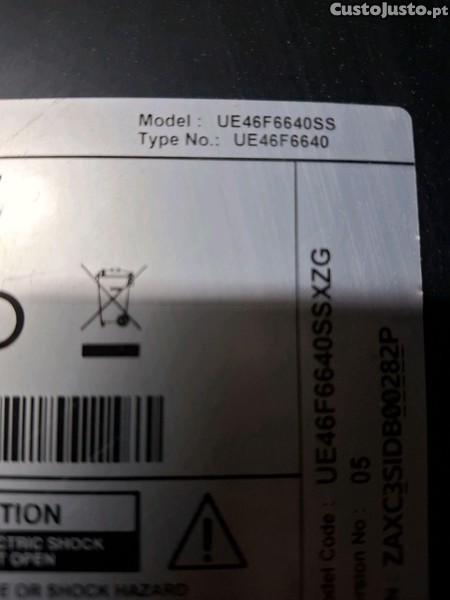 CustoJusto.pt
Model : UE46F6640SS
Type No.: UE46F6640
TION
CTRIC SHOCK
T OPEN
E OR SHOCK HAZARD
odel Code : UE46F6640SSXZG
ersion No : 05
N : ZAXC3SIDB00282P